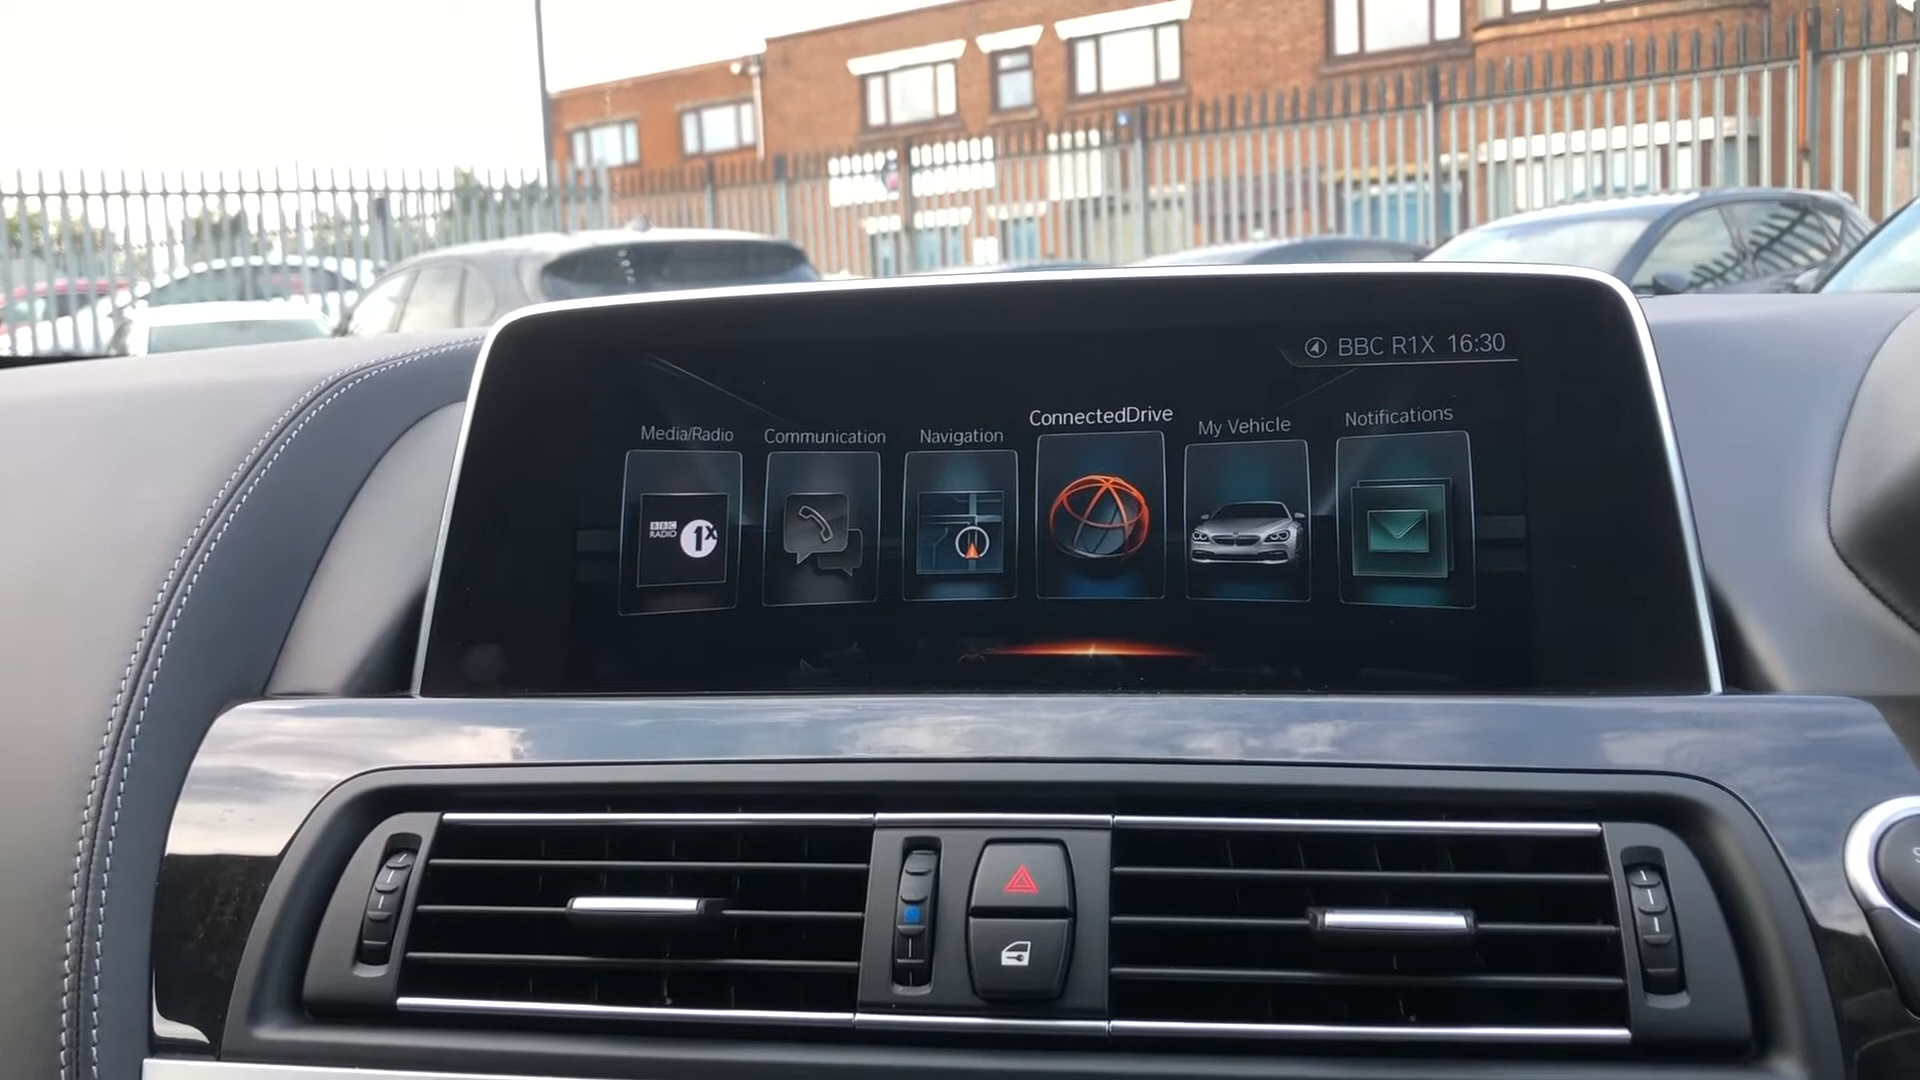 BBC R1X 16:30
Media/Radio
Communication
Navigation
ConnectedDrive
My Vehicle
Notifications
BBC
RADIO
1X